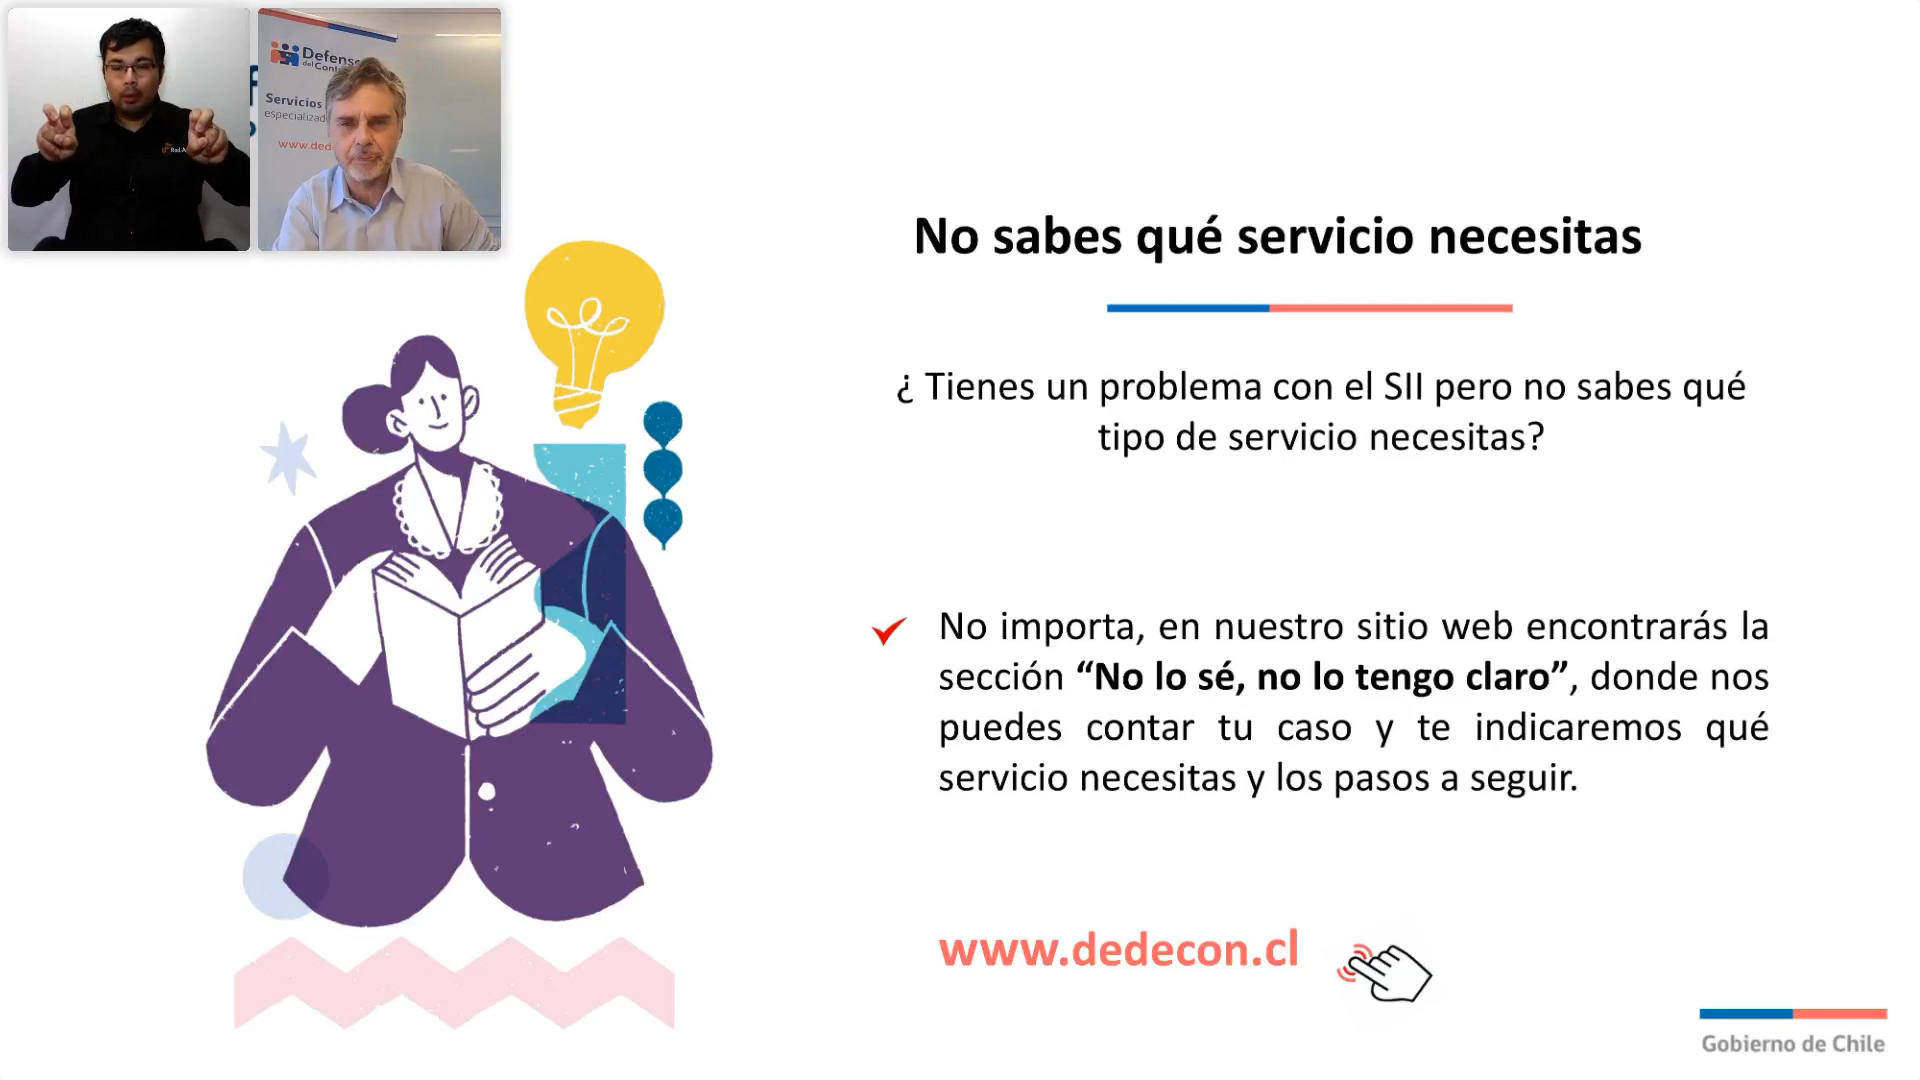 Defenso
del Cont
Servicios
especializad
www.ded
No sabes qué servicio necesitas
¿ Tienes un problema con el SII pero no sabes qué
tipo de servicio necesitas?
No importa, en nuestro sitio web encontrarás la
sección “No lo sé, no lo tengo claro”, donde nos
puedes contar tu caso y te indicaremos qué
servicio necesitas y los pasos a seguir.
www.dedecon.cl
Gobierno de Chile